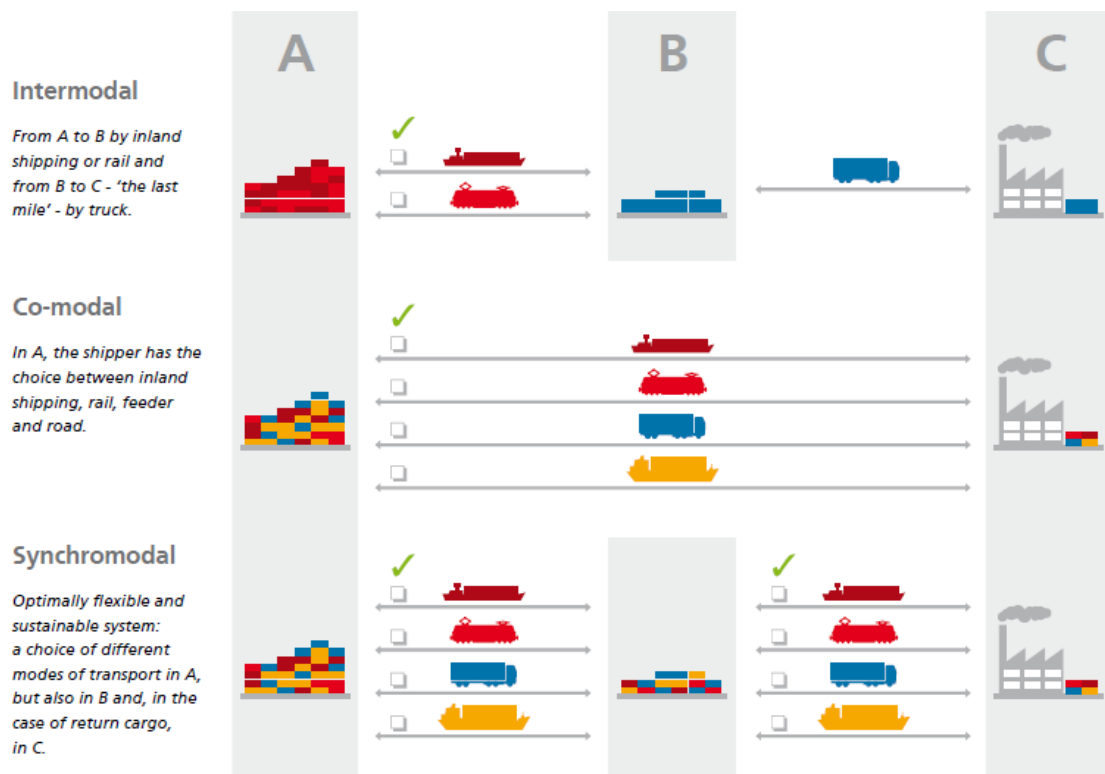 A
B
C
Intermodal
From A to B by inland
shipping or rail and
from B to C - ‘the last
mile’ - by truck.
Co-modal
In A, the shipper has the
choice between inland
shipping, rail, feeder
and road.
Synchromodal
Optimally flexible and
sustainable system:
a choice of different
modes of transport in A,
but also in B and, in the
case of return cargo,
in C.